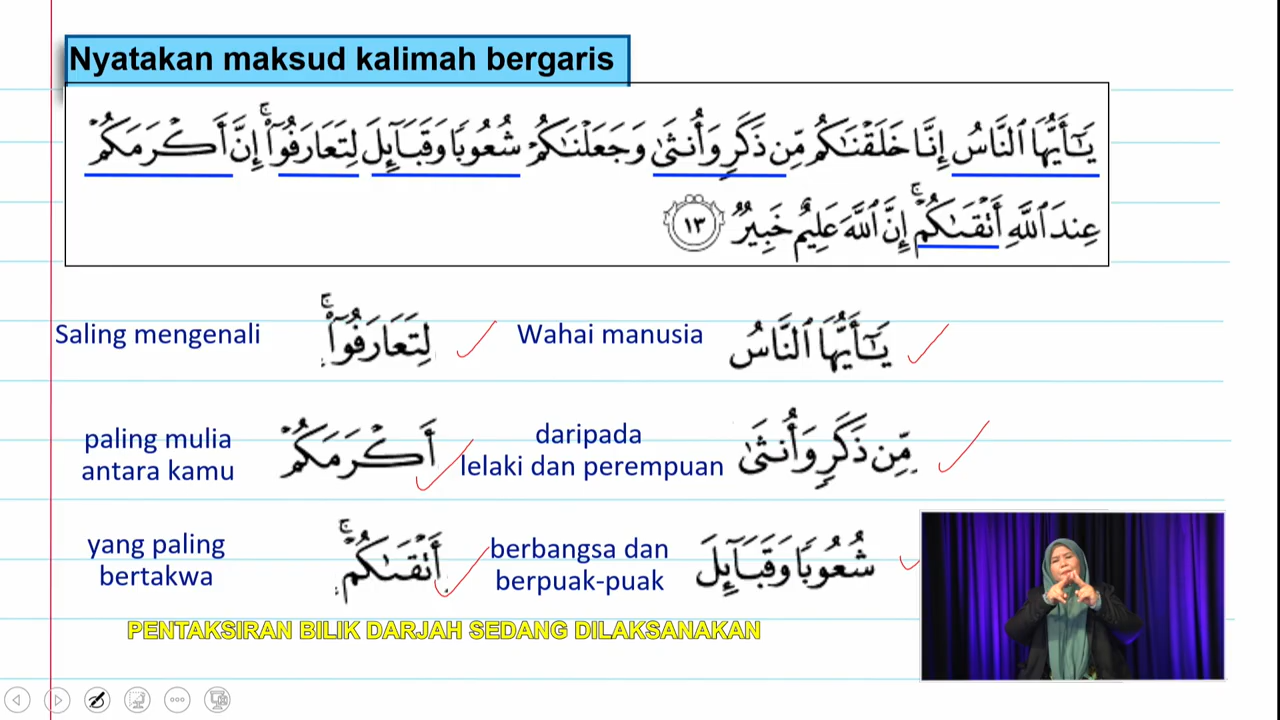 Nyatakan maksud kalimah bergaris
يَـٰٓأَيُّهَا ٱلنَّاسُ إِنَّا خَلَقْنَـٰكُم مِّن ذَكَرٍ وَأُنثَىٰ وَجَعَلْنَـٰكُمْ شُعُوبًا وَقَبَآئِلَ لِتَعَارَفُوٓا۟ ۚ إِنَّ أَكْرَمَكُمْ
عِندَ ٱللَّهِ أَتْقَىٰكُمْ ۚ إِنَّ ٱللَّهَ عَلِيمٌ خَبِيرٌ ١٣
يَـٰٓأَيُّهَا ٱلنَّاسُ
Wahai manusia
لِتَعَارَفُوٓا۟ ۚ
Saling mengenali
مِّن ذَكَرٍ وَأُنثَىٰ
daripada
lelaki dan perempuan
أَكْرَمَكُمْ
paling mulia
antara kamu
شُعُوبًا وَقَبَآئِلَ
berbangsa dan
berpuak-puak
أَتْقَىٰكُمْ ۚ
yang paling
bertakwa
PENTAKSIRAN BILIK DARJAH SEDANG DILAKSANAKAN